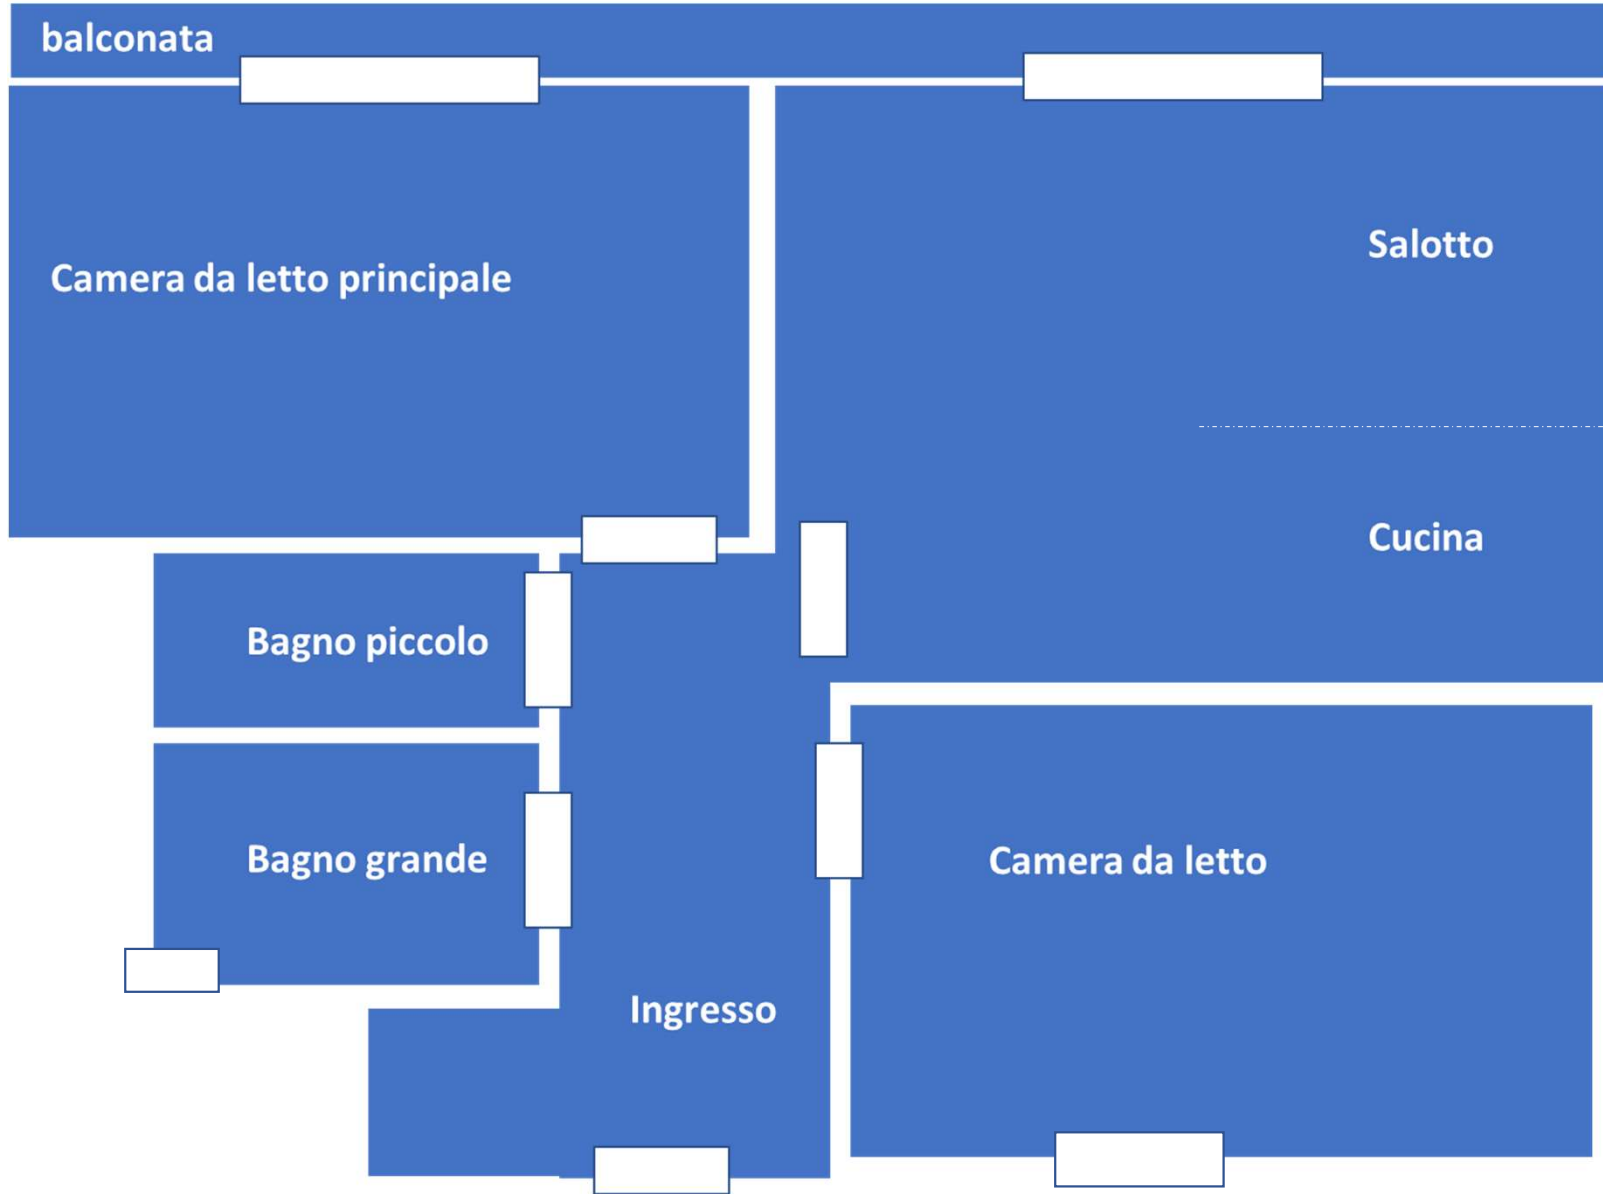 balconata
Camera da letto principale
Salotto
Cucina
Bagno piccolo
Bagno grande
Camera da letto
Ingresso